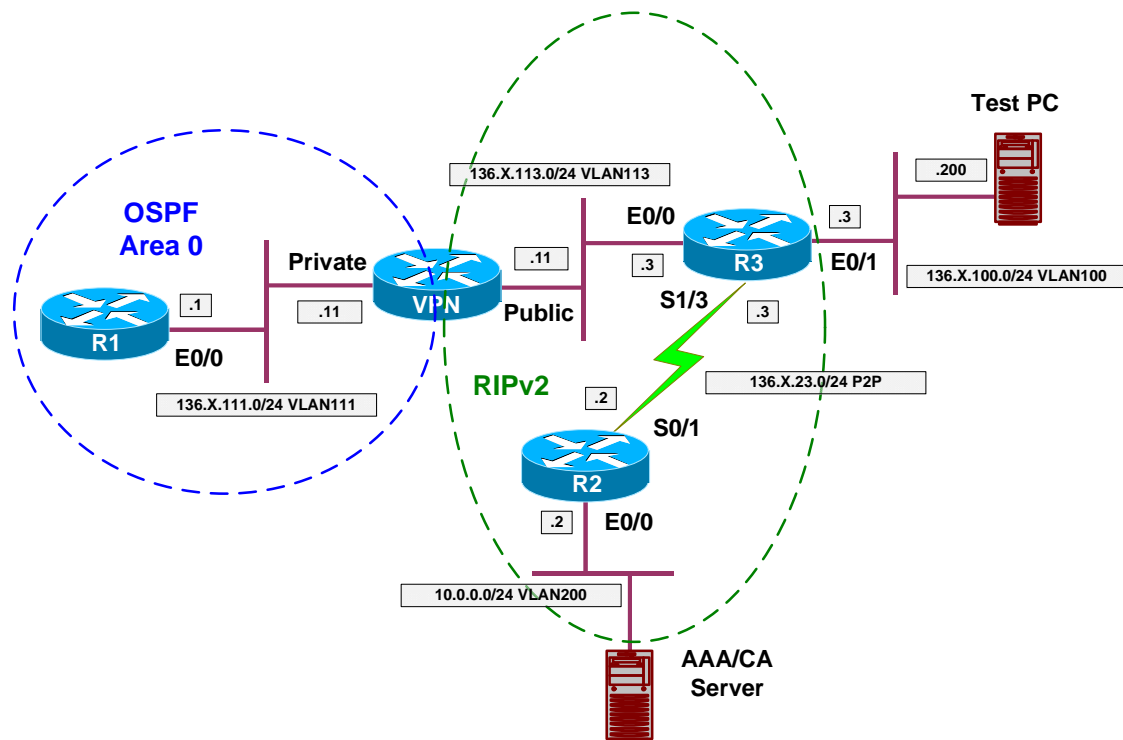 Test PC
.200
136.X.113.0/24 VLAN113
OSPF
Area 0
E0/0
.3
Private
.11
.3
R3
E0/1
136.X.100.0/24 VLAN100
.1
.11
VPN
Public
S1/3
.3
R1
E0/0
136.X.111.0/24 VLAN111
RIPv2
136.X.23.0/24 P2P
.2
S0/1
R2
.2
E0/0
10.0.0.0/24 VLAN200
AAA/CA
Server